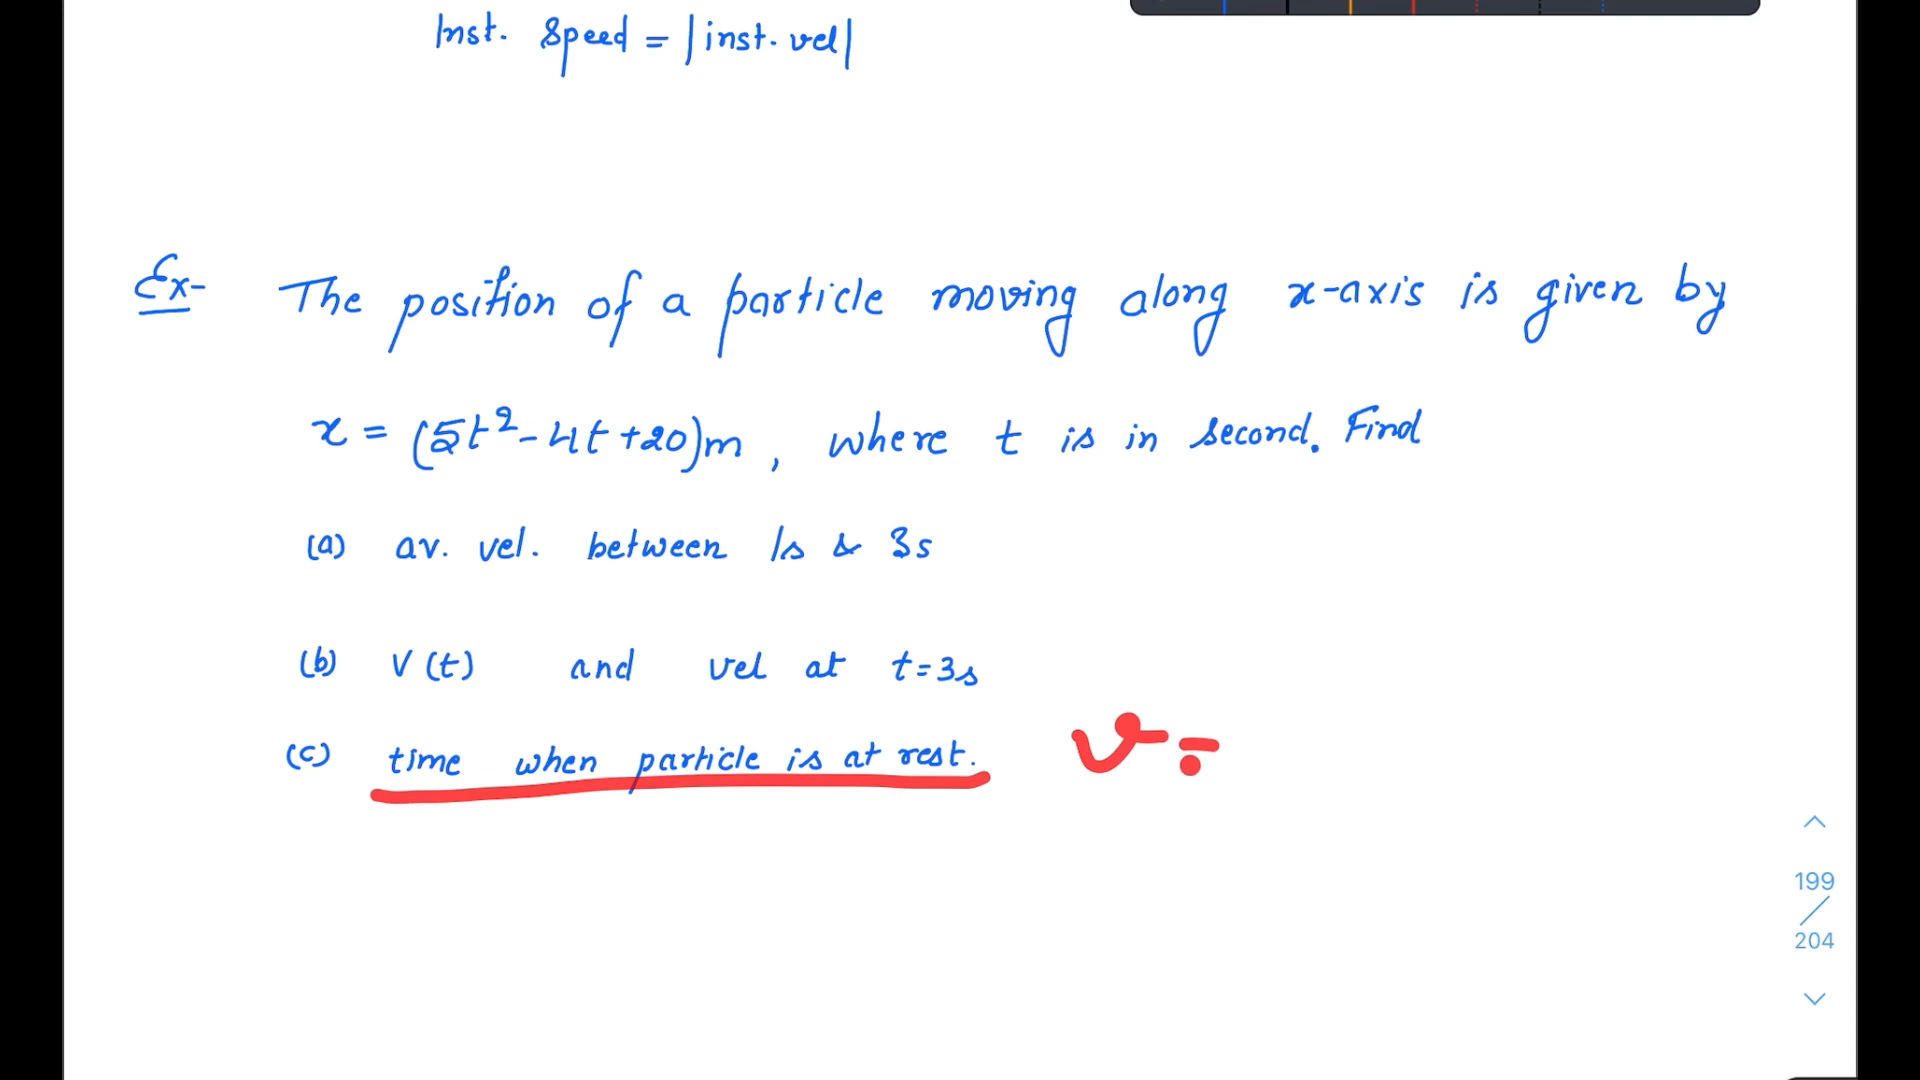 Inst. Speed = |inst. vel|
Ex- The position of a particle moving along x-axis is given by
x = (5t²-4t+20)m, where t is in second. Find
(a) av. vel. between 1s & 3s
(b) V(t) and vel at t=3s
(c) time when particle is at rest. v=
199
/
204